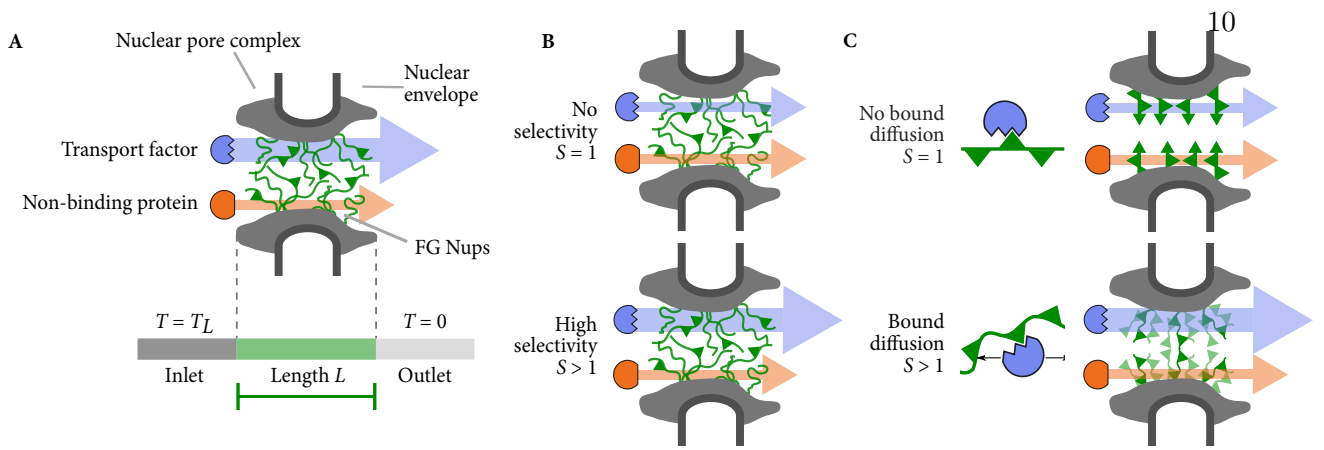 10
A
Nuclear pore complex
Nuclear
envelope
Transport factor
Non-binding protein
FG Nups
T = T_L
T = 0
Inlet
Length L
Outlet
B
No
selectivity
S = 1
High
selectivity
S > 1
C
No bound
diffusion
S = 1
Bound
diffusion
S > 1